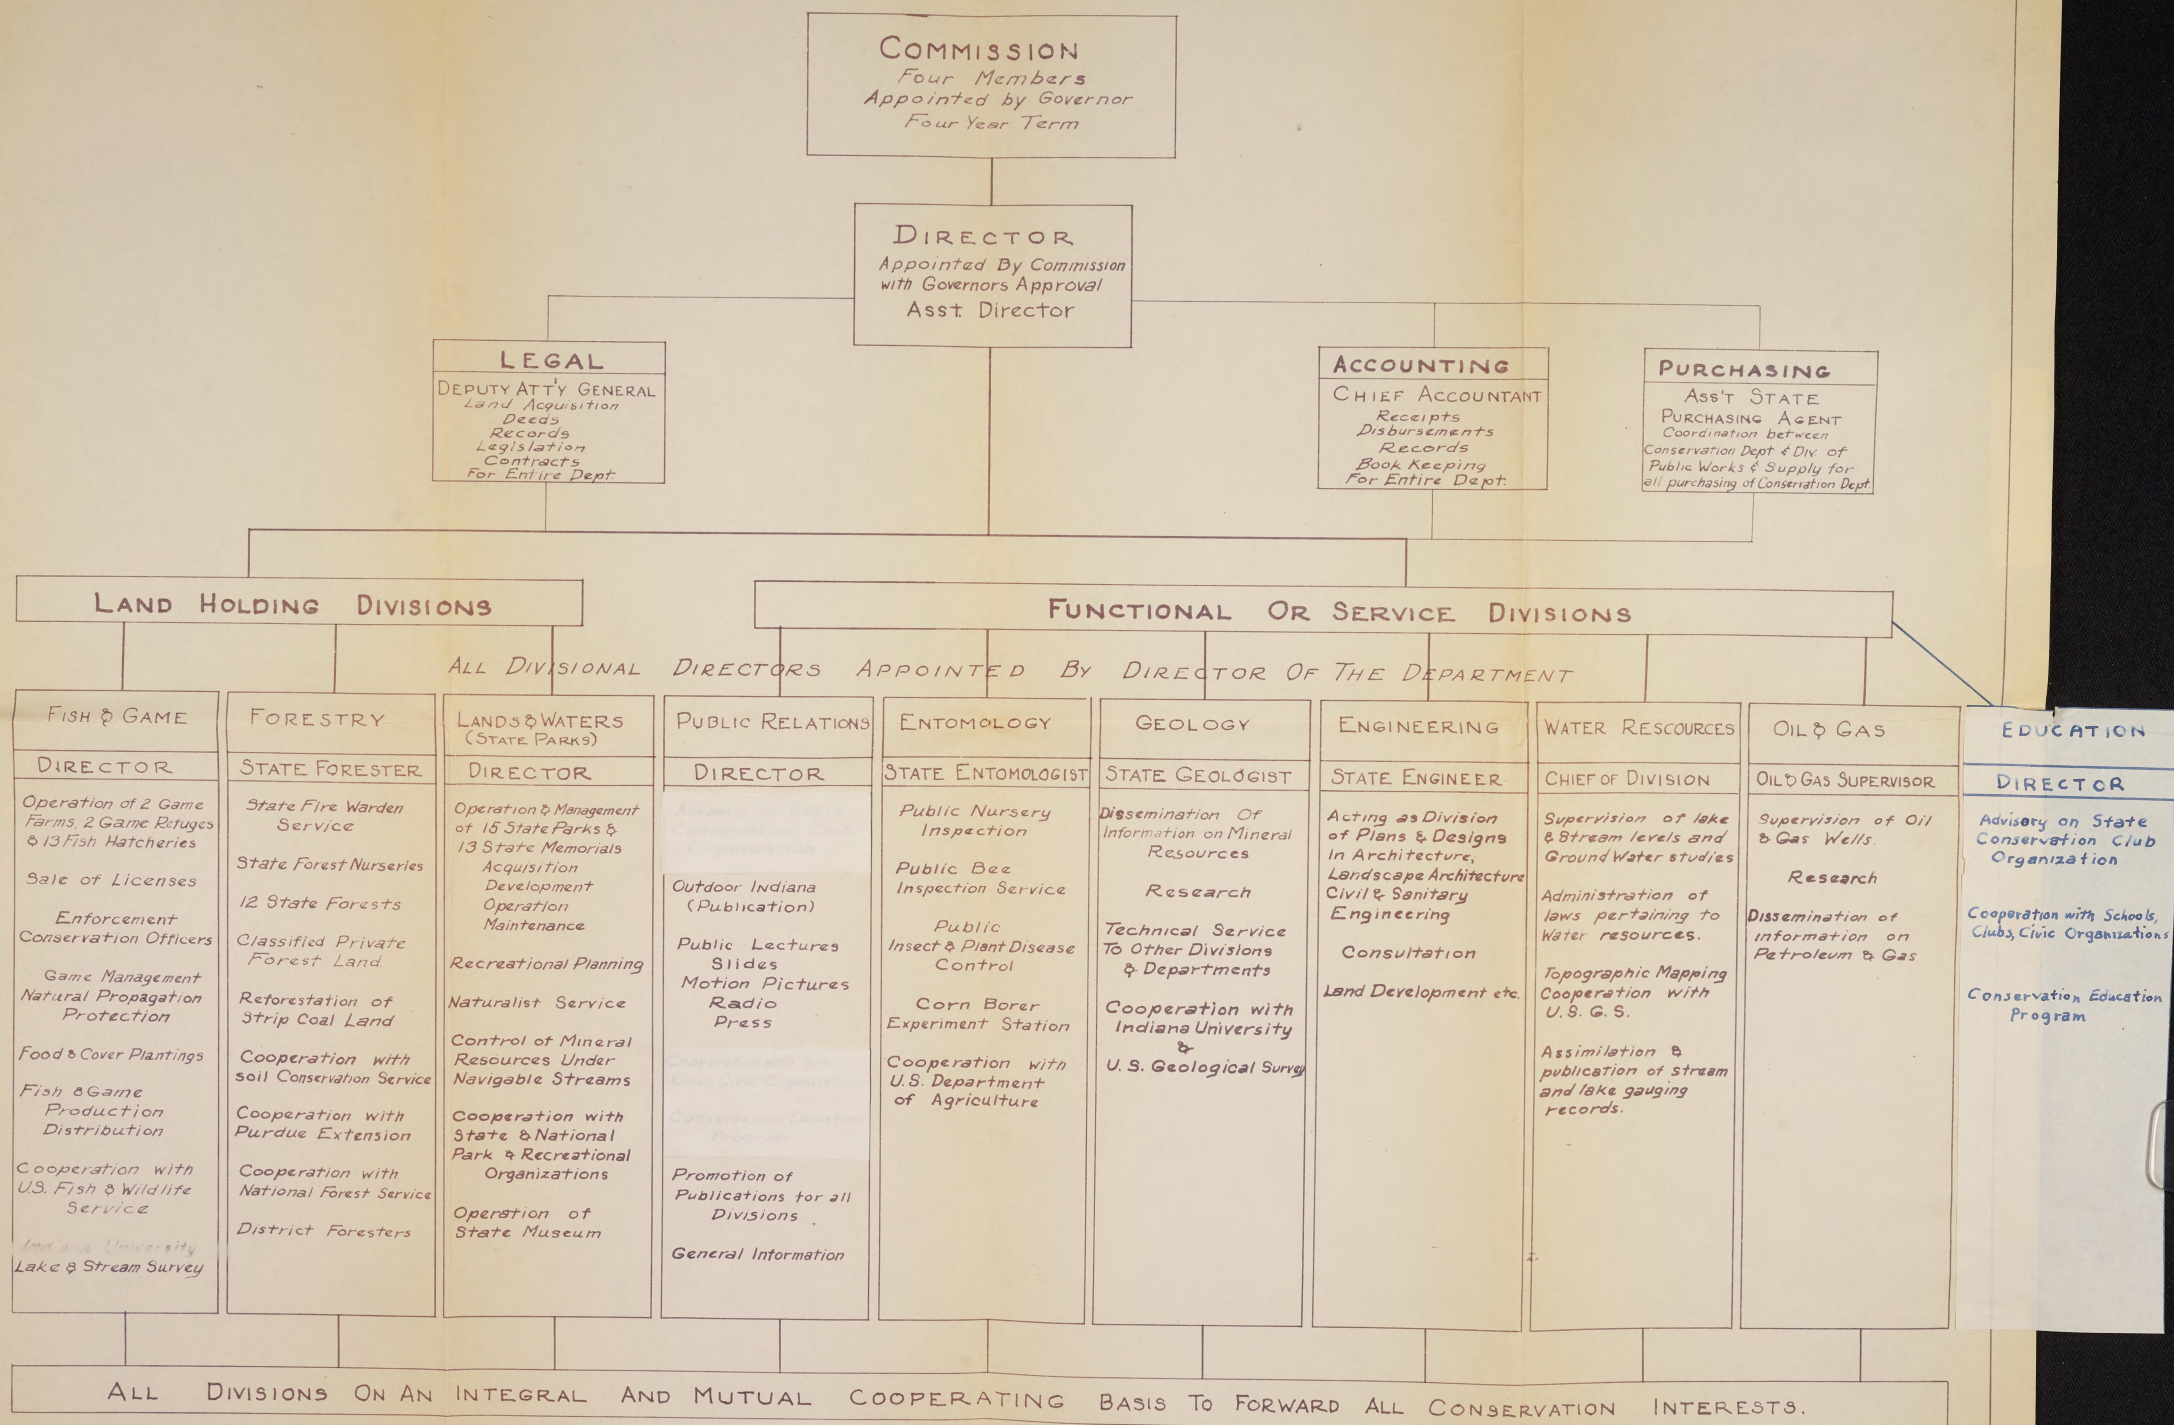 COMMISSION
Four Members
Appointed by Governor
Four Year Term
DIRECTOR
Appointed By Commission
with Governors Approval
Asst. Director
LEGAL
DEPUTY ATT'Y GENERAL
Land Acquisition
Deeds
Records
Legislation
Contracts
For Entire Dept.
ACCOUNTING
CHIEF ACCOUNTANT
Receipts
Disbursements
Records
Book Keeping
For Entire Dept.
PURCHASING
ASS'T STATE
PURCHASING AGENT
Coordination between
Conservation Dept & Div. of
Public Works & Supply for
all purchasing of Conservation Dept.
LAND HOLDING DIVISIONS
FUNCTIONAL OR SERVICE DIVISIONS
ALL DIVISIONAL DIRECTORS APPOINTED BY DIRECTOR OF THE DEPARTMENT
FISH & GAME
DIRECTOR
Operation of 2 Game
Farms, 2 Game Refuges
& 13 Fish Hatcheries
Sale of Licenses
Enforcement
Conservation Officers
Game Management
Natural Propagation
Protection
Food & Cover Plantings
Fish & Game
Production
Distribution
Cooperation with
U.S. Fish & Wildlife
Service
Indiana University
Lake & Stream Survey
FORESTRY
STATE FORESTER
State Fire Warden
Service
State Forest Nurseries
12 State Forests
Classified Private
Forest Land
Reforestation of
Strip Coal Land
Cooperation with
Soil Conservation Service
Cooperation with
Purdue Extension
Cooperation with
National Forest Service
District Foresters
LANDS & WATERS
(STATE PARKS)
DIRECTOR
Operation & Management
of 15 State Parks &
13 State Memorials
Acquisition
Development
Operation
Maintenance
Recreational Planning
Naturalist Service
Control of Mineral
Resources Under
Navigable Streams
Cooperation with
State & National
Park & Recreational
Organizations
Operation of
State Museum
PUBLIC RELATIONS
DIRECTOR
Outdoor Indiana
(Publication)
Public Lectures
Slides
Motion Pictures
Radio
Press
Conservation Education
Program
Promotion of
Publications for all
Divisions
General Information
ENTOMOLOGY
STATE ENTOMOLOGIST
Public Nursery
Inspection
Public Bee
Inspection Service
Public
Insect & Plant Disease
Control
Corn Borer
Experiment Station
Cooperation with
U.S. Department
of Agriculture
GEOLOGY
STATE GEOLOGIST
Dissemination Of
Information on Mineral
Resources
Research
Technical Service
To Other Divisions
& Departments
Cooperation with
Indiana University
&
U.S. Geological Survey
ENGINEERING
STATE ENGINEER
Acting as Division
of Plans & Designs
In Architecture,
Landscape Architecture
Civil & Sanitary
Engineering
Consultation
Land Development etc.
WATER RESCOURCES
CHIEF OF DIVISION
Supervision of lake
& Stream levels and
Ground Water studies
Administration of
laws pertaining to
Water resources.
Topographic Mapping
Cooperation with
U.S.G.S.
Assimilation &
publication of stream
and lake gauging
records.
OIL & GAS
OIL & GAS SUPERVISOR
Supervision of Oil
& Gas Wells.
Research
Dissemination of
Information on
Petroleum & Gas
EDUCATION
DIRECTOR
Advisory on State
Conservation Club
Organization
Cooperation with Schools,
Clubs, Civic Organizations
Conservation Education
Program
ALL DIVISIONS ON AN INTEGRAL AND MUTUAL COOPERATING BASIS TO FORWARD ALL CONSERVATION INTERESTS.